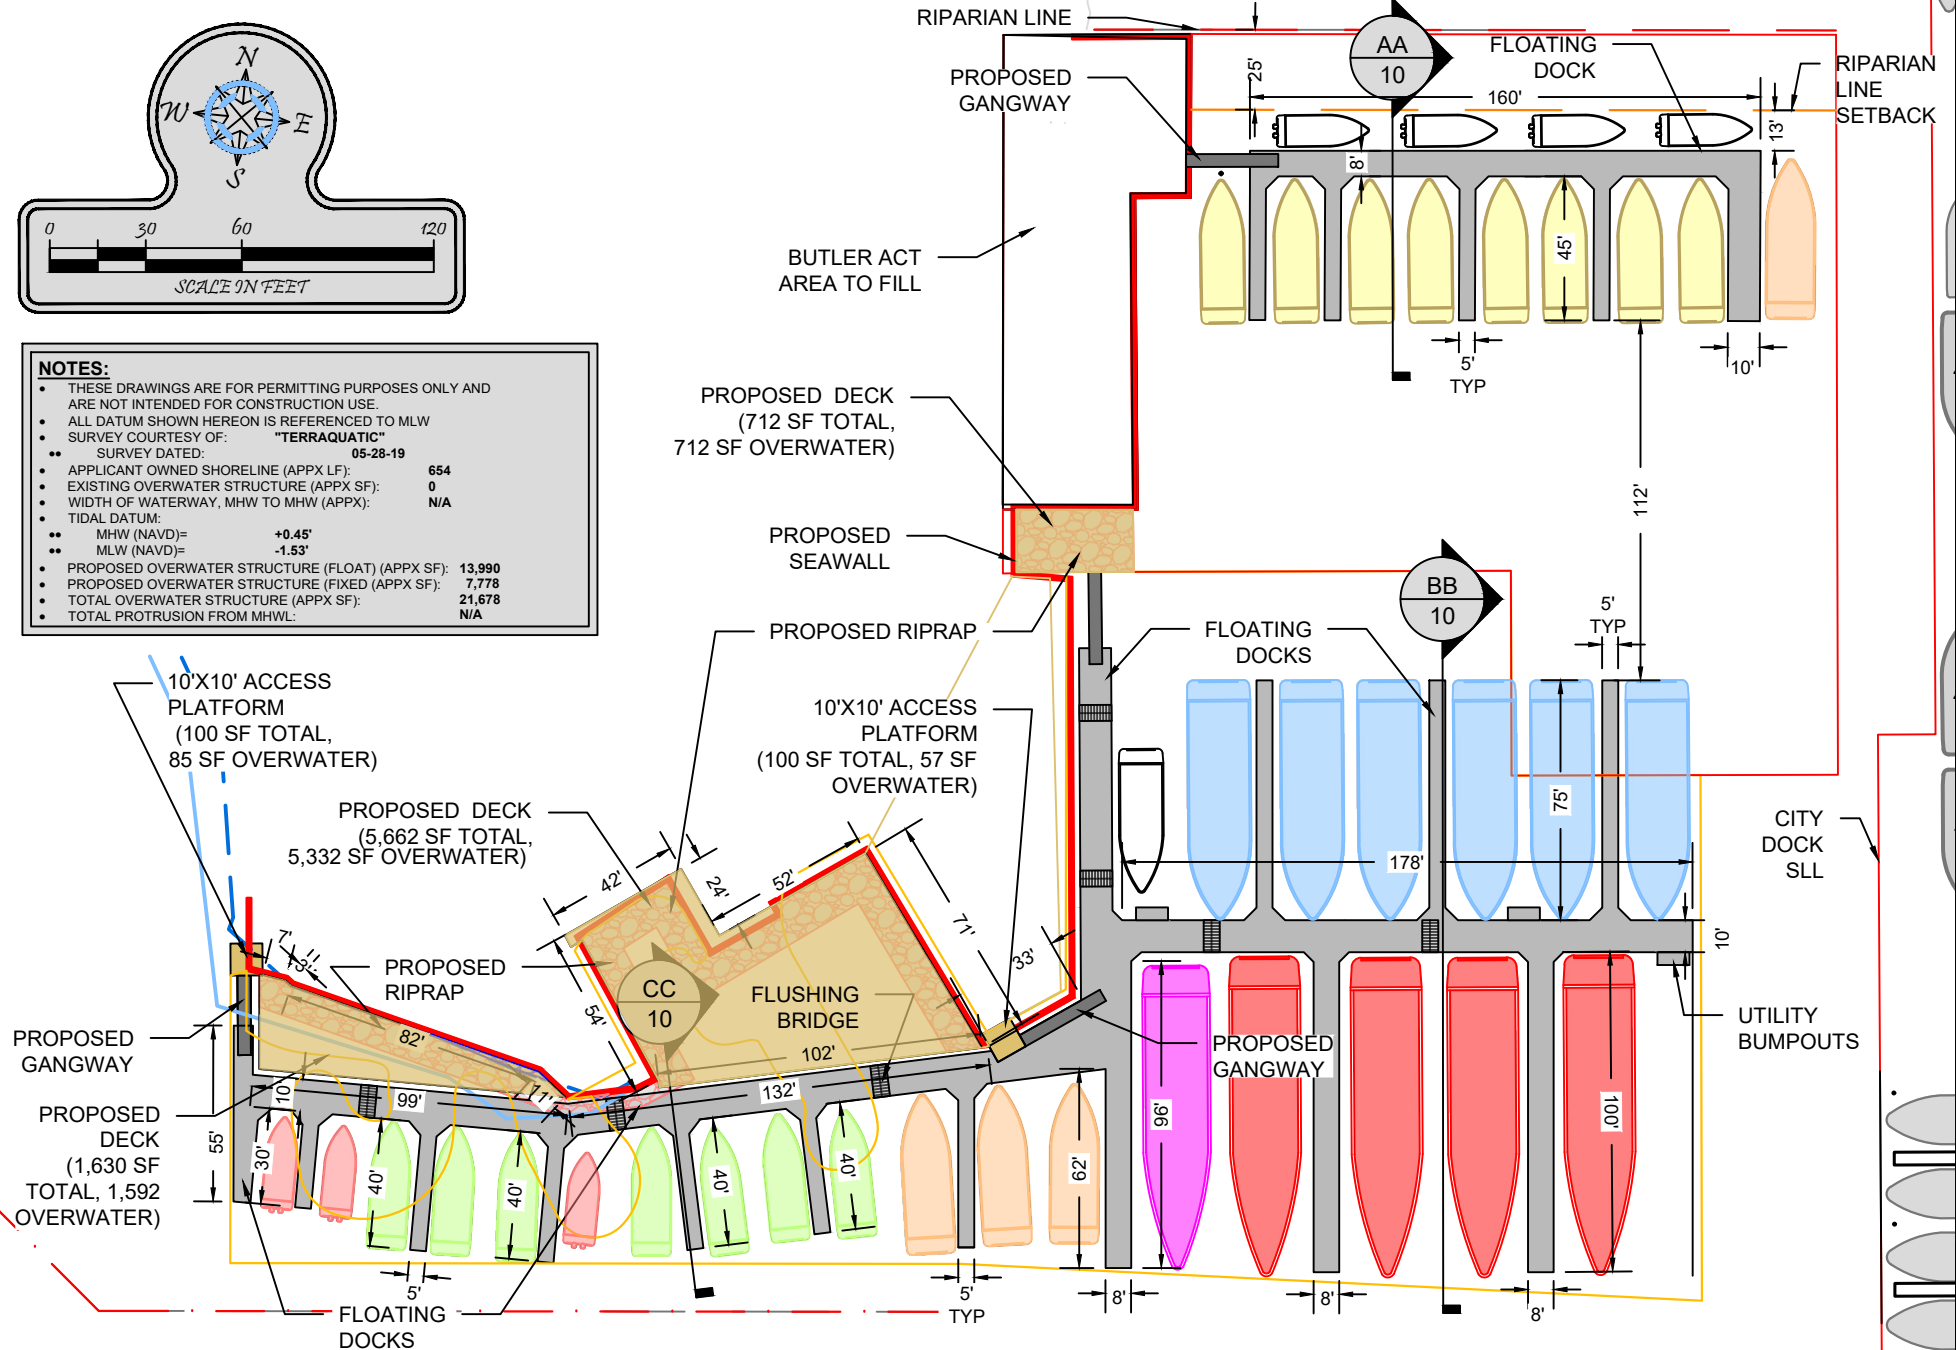 N
W
E
S
0 30 60 120
SCALE IN FEET
NOTES:
• THESE DRAWINGS ARE FOR PERMITTING PURPOSES ONLY AND
ARE NOT INTENDED FOR CONSTRUCTION USE.
• ALL DATUM SHOWN HEREON IS REFERENCED TO MLW
• SURVEY COURTESY OF: "TERRAQUATIC"
•• SURVEY DATED: 05-28-19
• APPLICANT OWNED SHORELINE (APPX LF): 654
• EXISTING OVERWATER STRUCTURE (APPX SF): 0
• WIDTH OF WATERWAY, MHW TO MHW (APPX): N/A
• TIDAL DATUM:
•• MHW (NAVD)= +0.45'
•• MLW (NAVD)= -1.53'
• PROPOSED OVERWATER STRUCTURE (FLOAT) (APPX SF): 13,990
• PROPOSED OVERWATER STRUCTURE (FIXED (APPX SF): 7,778
• TOTAL OVERWATER STRUCTURE (APPX SF): 21,678
• TOTAL PROTRUSION FROM MHWL: N/A
RIPARIAN LINE
PROPOSED
GANGWAY
25'
AA
10
FLOATING
DOCK
160'
RIPARIAN
LINE
SETBACK
13'
8'
45'
5'
TYP
10'
BUTLER ACT
AREA TO FILL
PROPOSED DECK
(712 SF TOTAL,
712 SF OVERWATER)
PROPOSED
SEAWALL
112'
BB
10
PROPOSED RIPRAP
FLOATING
DOCKS
5'
TYP
10'X10' ACCESS
PLATFORM
(100 SF TOTAL,
85 SF OVERWATER)
10'X10' ACCESS
PLATFORM
(100 SF TOTAL, 57 SF
OVERWATER)
PROPOSED DECK
(5,662 SF TOTAL,
5,332 SF OVERWATER)
75'
178'
CITY
DOCK
SLL
42'
24'
52'
71'
33'
10'
7'
3'
PROPOSED
RIPRAP
CC
10
54'
FLUSHING
BRIDGE
82'
102'
PROPOSED
GANGWAY
PROPOSED
GANGWAY
UTILITY
BUMPOUTS
10'
99'
11'
132'
PROPOSED
DECK
(1,630 SF
TOTAL, 1,592
OVERWATER)
55'
30'
40'
40'
40'
40'
62'
96'
100'
5'
5'
TYP
8'
8'
8'
FLOATING
DOCKS